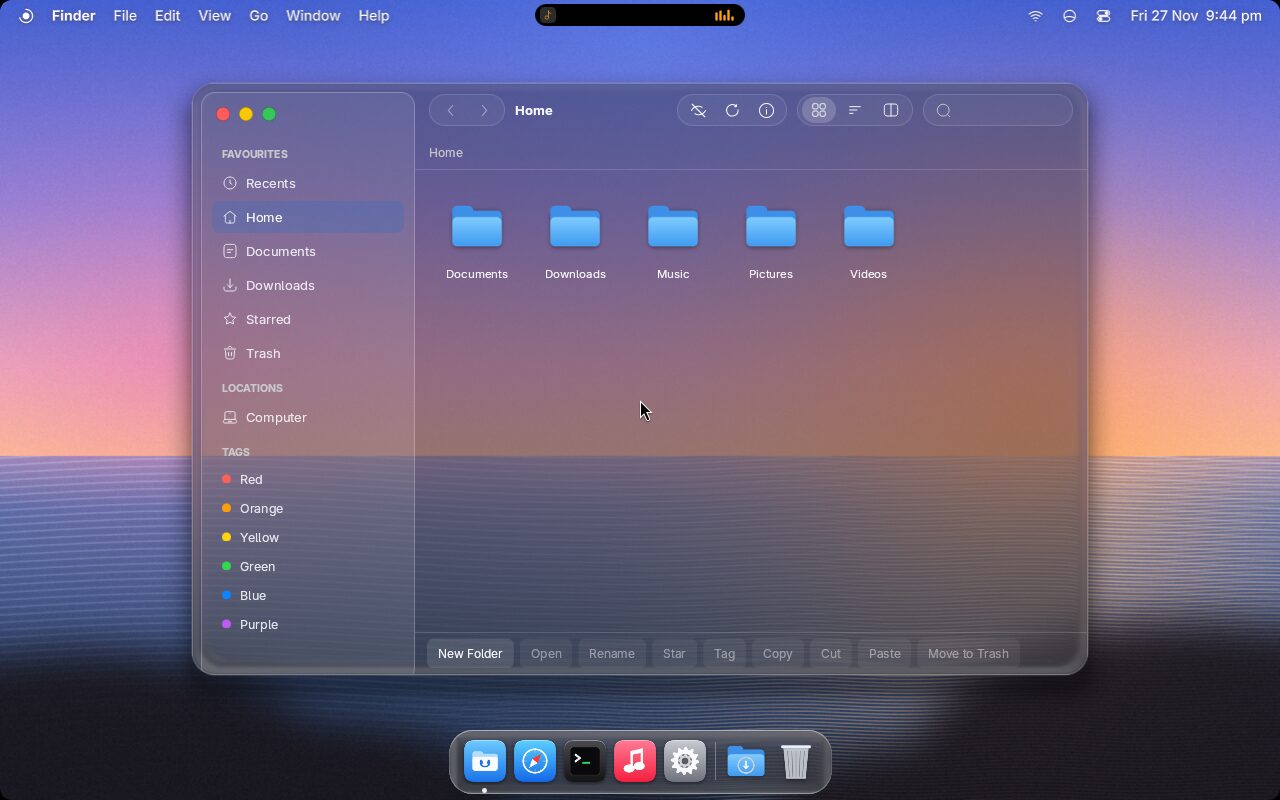 Finder File Edit View Go Window Help Fri 27 Nov 9:44 pm
Home
FAVOURITES
Recents
Home
Documents
Downloads
Starred
Trash
LOCATIONS
Computer
TAGS
Red
Orange
Yellow
Green
Blue
Purple
Home
Documents Downloads Music Pictures Videos
New Folder Open Rename Star Tag Copy Cut Paste Move to Trash